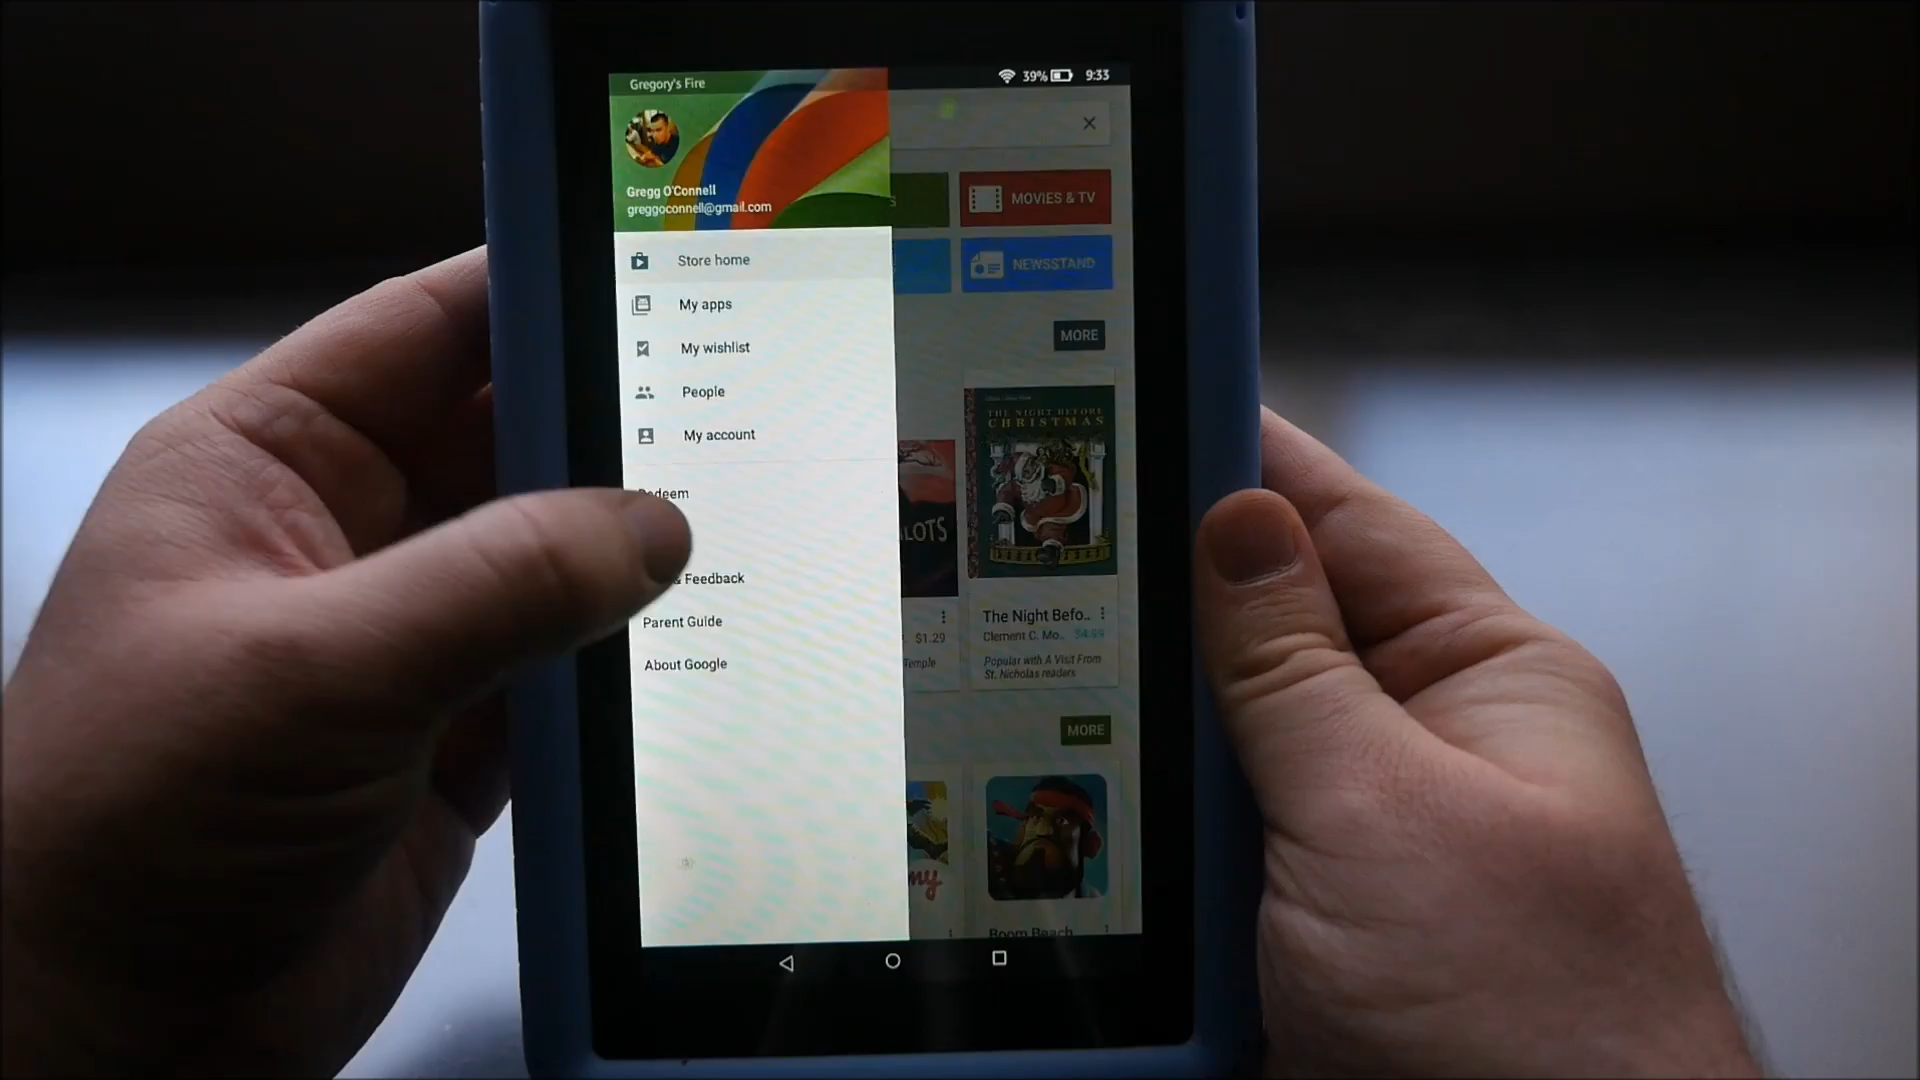 Gregory's Fire
39%
9:33
Gregg O'Connell
greggoconnell@gmail.com
MOVIES & TV
NEWSSTAND
Store home
My apps
My wishlist
People
My account
Redeem
& Feedback
Parent Guide
About Google
MORE
THE NIGHT BEFORE
CHRISTMAS
LOTS
The Night Befo..
$1.29
Clement C. Mo..
$4.99
Temple
Popular with A Visit From
St. Nicholas readers
MORE
my
Boom Beach